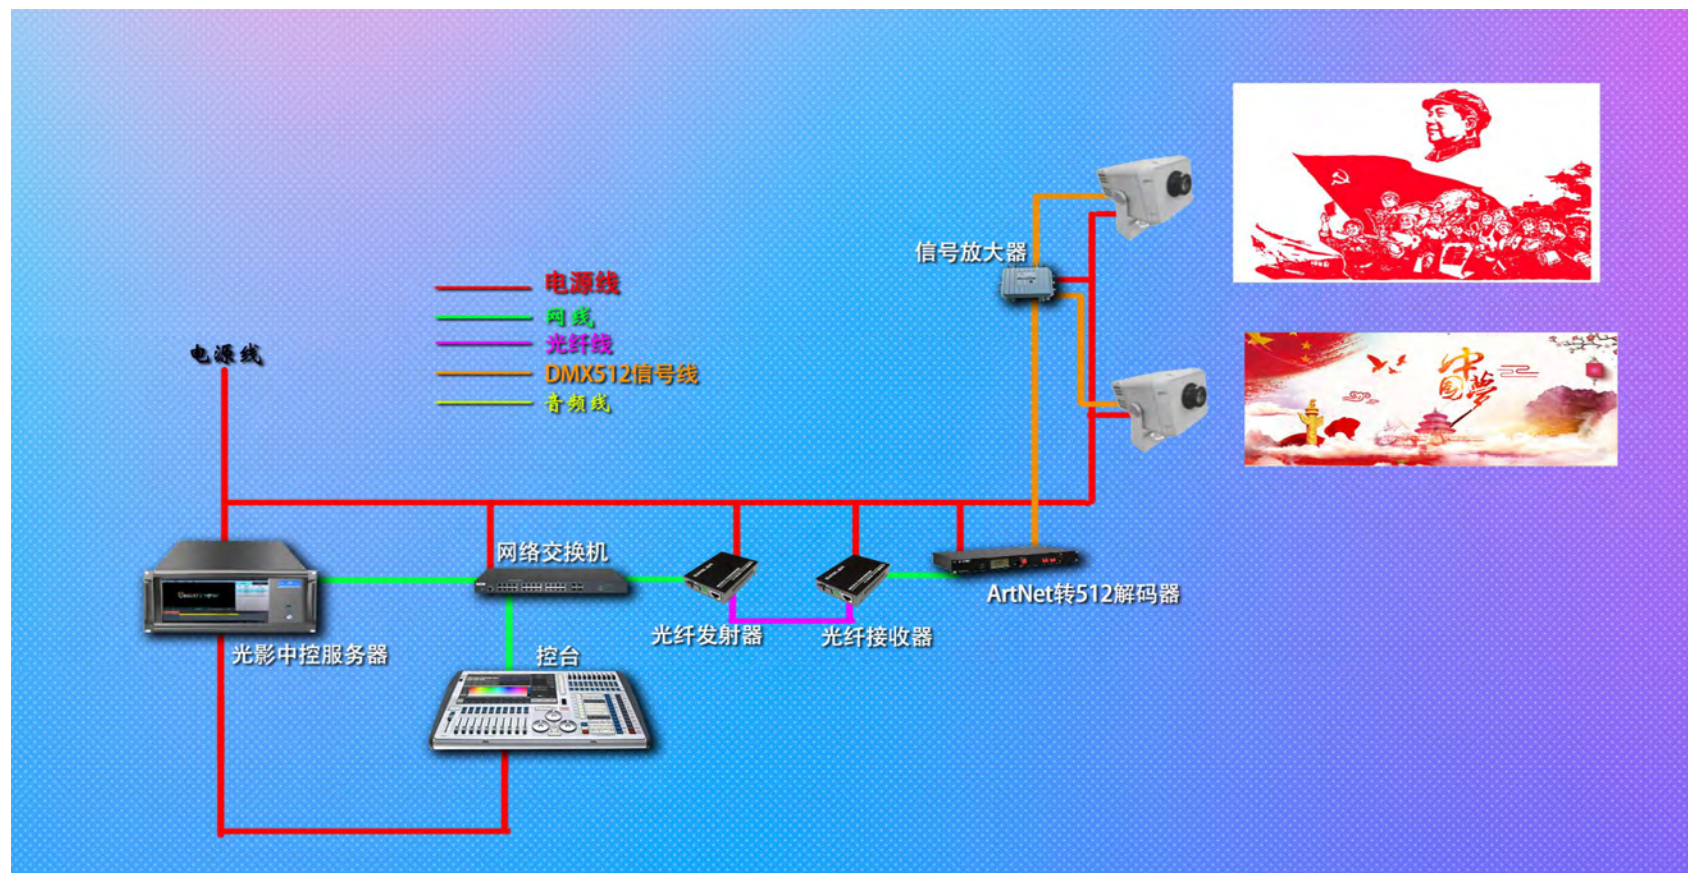 信号放大器
电源线
网线
光纤线
DMX512信号线
音频线
电源线
网络交换机
ArtNet转512解码器
光纤发射器
光纤接收器
光影中控服务器
控台
中国夢